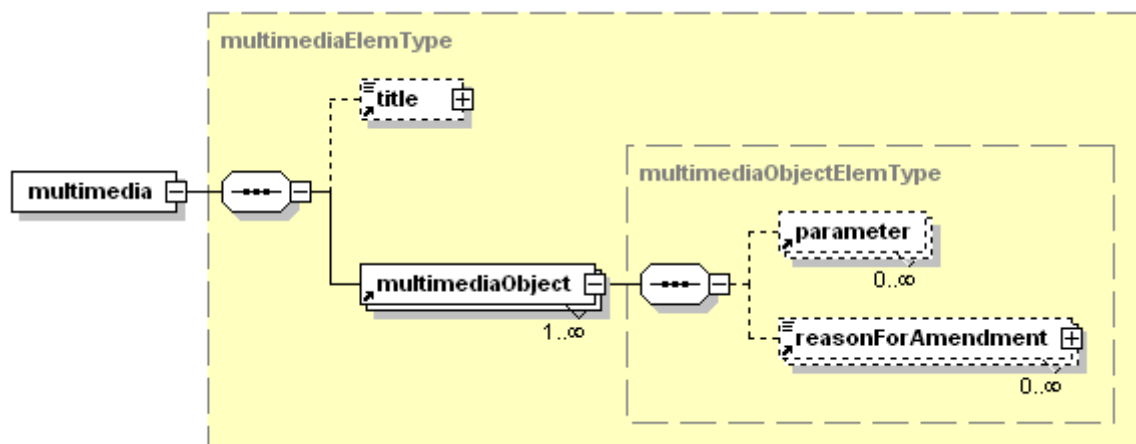 multimediaElemType
title
multimedia
multimediaObjectElemType
parameter
0..∞
multimediaObject
1..∞
reasonForAmendment
0..∞